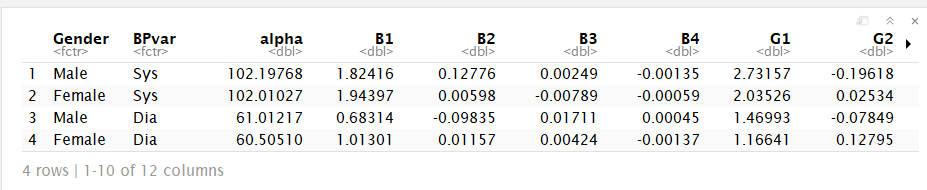 Gender BPvar alpha B1 B2 B3 B4 G1 G2
<fctr> <fctr> <dbl> <dbl> <dbl> <dbl> <dbl> <dbl> <dbl>
1 Male Sys 102.19768 1.82416 0.12776 0.00249 -0.00135 2.73157 -0.19618
2 Female Sys 102.01027 1.94397 0.00598 -0.00789 -0.00059 2.03526 0.02534
3 Male Dia 61.01217 0.68314 -0.09835 0.01711 0.00045 1.46993 -0.07849
4 Female Dia 60.50510 1.01301 0.01157 0.00424 -0.00137 1.16641 0.12795
4 rows | 1-10 of 12 columns